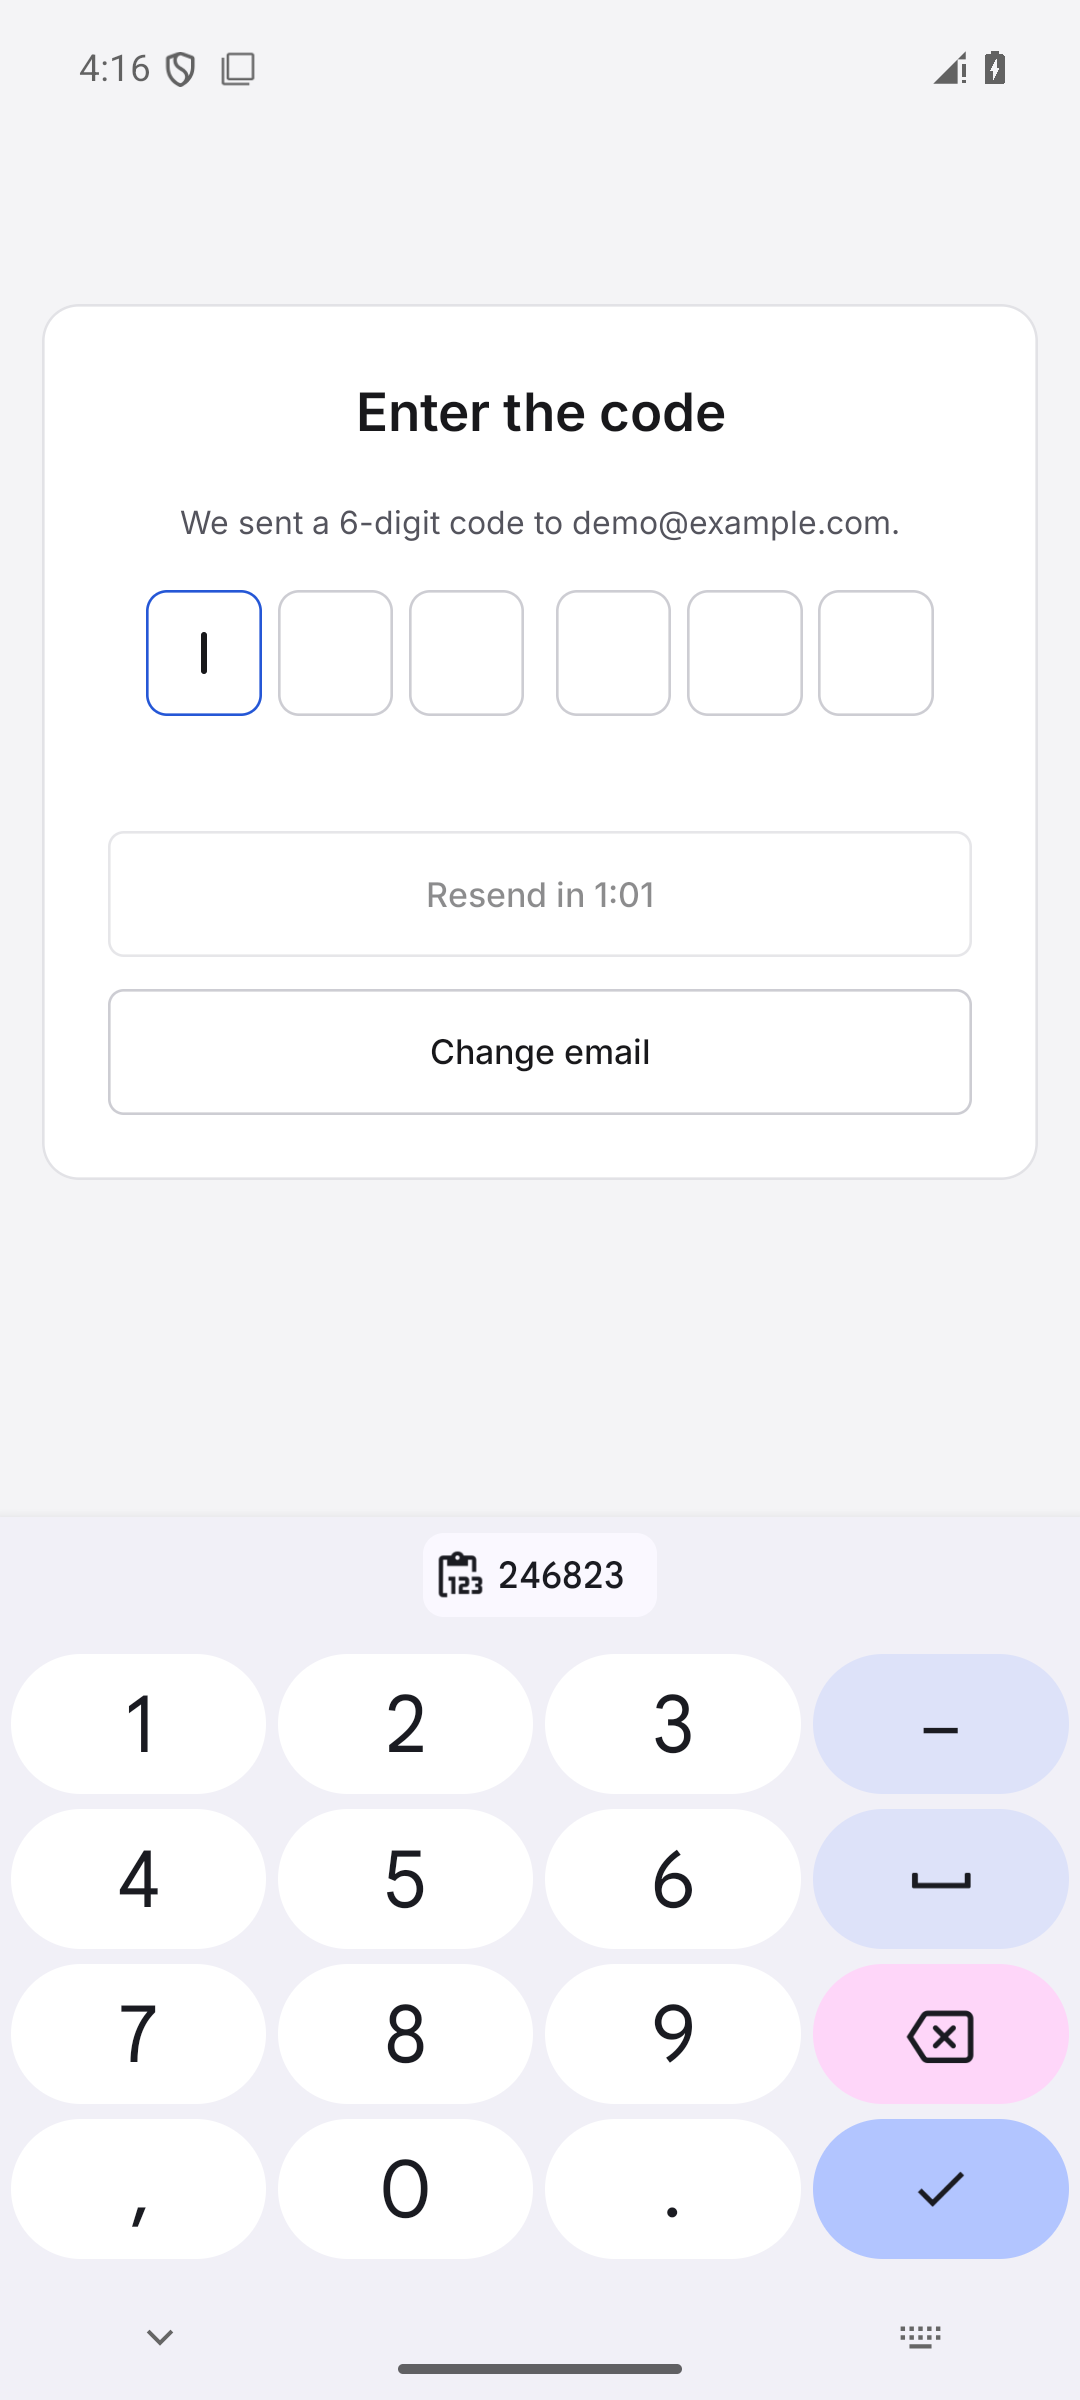 4:16
Enter the code
We sent a 6-digit code to demo@example.com.
Resend in 1:01
Change email
123 246823
1 2 3 –
4 5 6
7 8 9
, 0 .